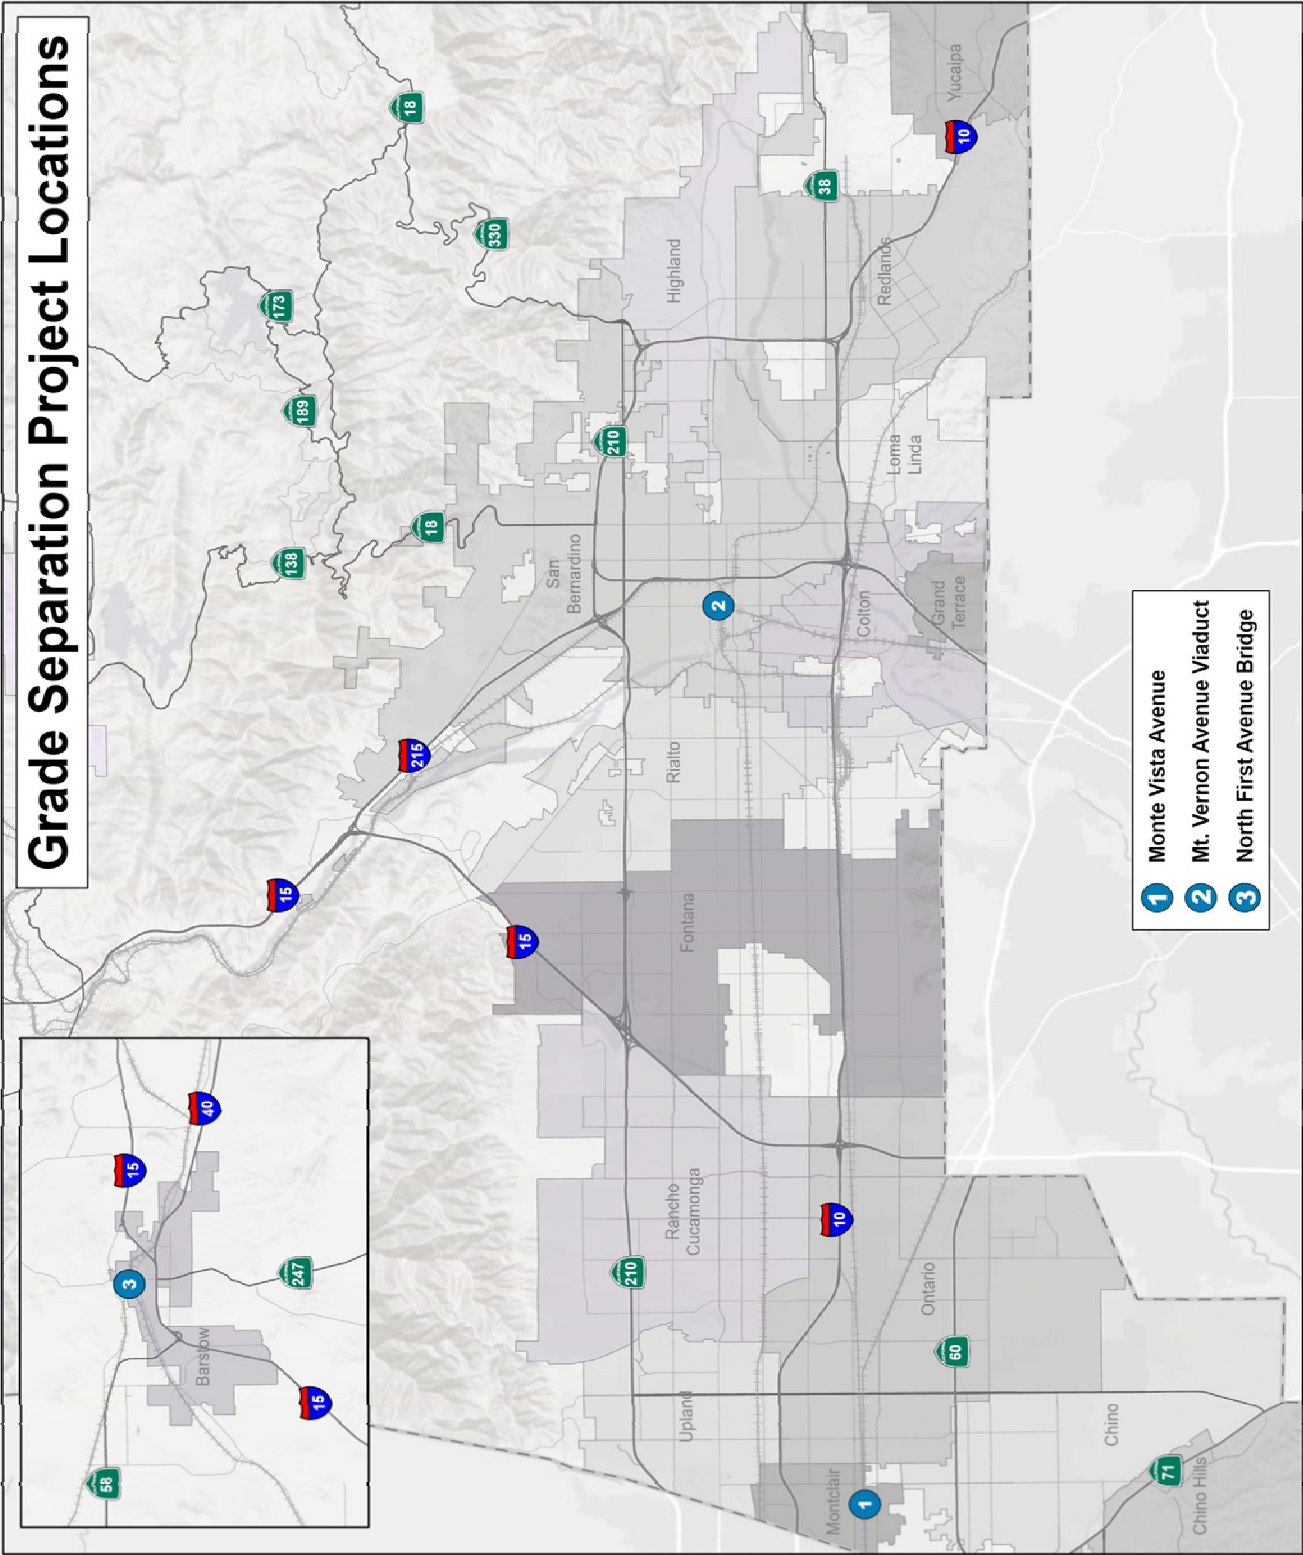 Grade Separation Project Locations
58
15
40
15
247
3
Barstow
15
15
215
138
18
189
173
18
330
210
210
38
10
10
60
71
San
Bernardino
Highland
Yucaipa
Redlands
Loma
Linda
Grand
Terrace
Colton
2
Rialto
Fontana
Rancho
Cucamonga
Upland
Ontario
Montclair
1
Chino
Chino Hills
1 Monte Vista Avenue
2 Mt. Vernon Avenue Viaduct
3 North First Avenue Bridge